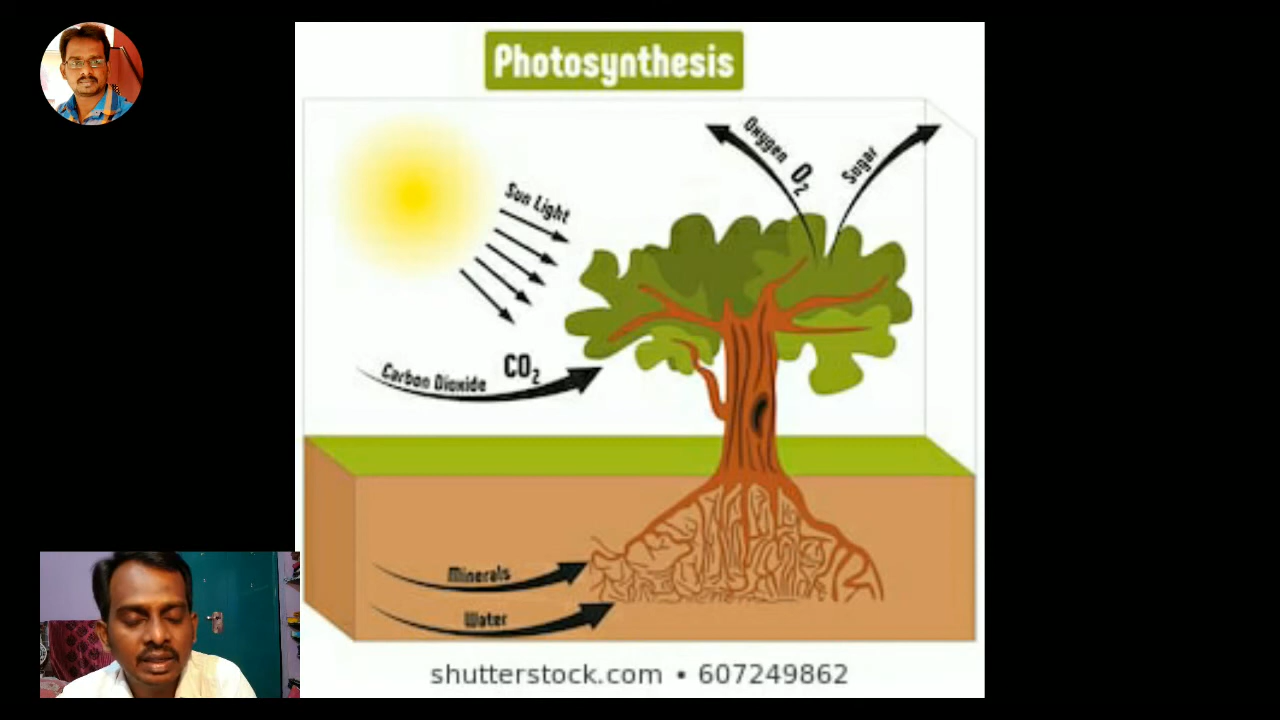 Photosynthesis
Oxygen O2
Sugar
Sun Light
Carbon Dioxide CO2
Minerals
Water
shutterstock.com • 607249862